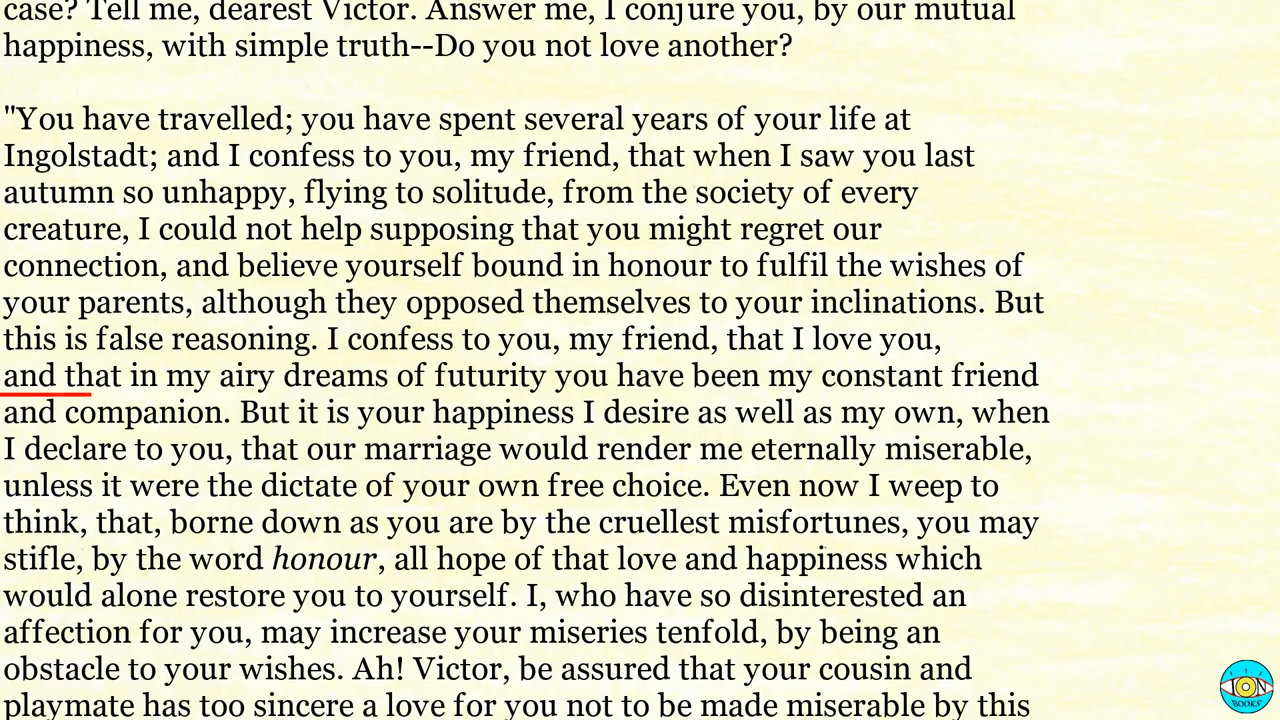 case? Tell me, dearest Victor. Answer me, I conjure you, by our mutual
happiness, with simple truth--Do you not love another?
"You have travelled; you have spent several years of your life at
Ingolstadt; and I confess to you, my friend, that when I saw you last
autumn so unhappy, flying to solitude, from the society of every
creature, I could not help supposing that you might regret our
connection, and believe yourself bound in honour to fulfil the wishes of
your parents, although they opposed themselves to your inclinations. But
this is false reasoning. I confess to you, my friend, that I love you,
and that in my airy dreams of futurity you have been my constant friend
and companion. But it is your happiness I desire as well as my own, when
I declare to you, that our marriage would render me eternally miserable,
unless it were the dictate of your own free choice. Even now I weep to
think, that, borne down as you are by the cruellest misfortunes, you may
stifle, by the word honour, all hope of that love and happiness which
would alone restore you to yourself. I, who have so disinterested an
affection for you, may increase your miseries tenfold, by being an
obstacle to your wishes. Ah! Victor, be assured that your cousin and
playmate has too sincere a love for you not to be made miserable by this
ION
BOOKS